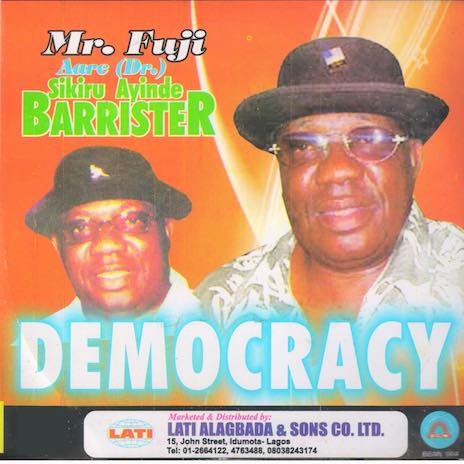 Mr. Fuji
Aare (Dr.)
Sikiru Ayinde
BARRISTER
DEMOCRACY
LATI
Marketed & Distributed by:
LATI ALAGBADA & SONS CO. LTD.
15, John Street, Idumota- Lagos
Tel: 01-2664122, 4763488, 08038243174